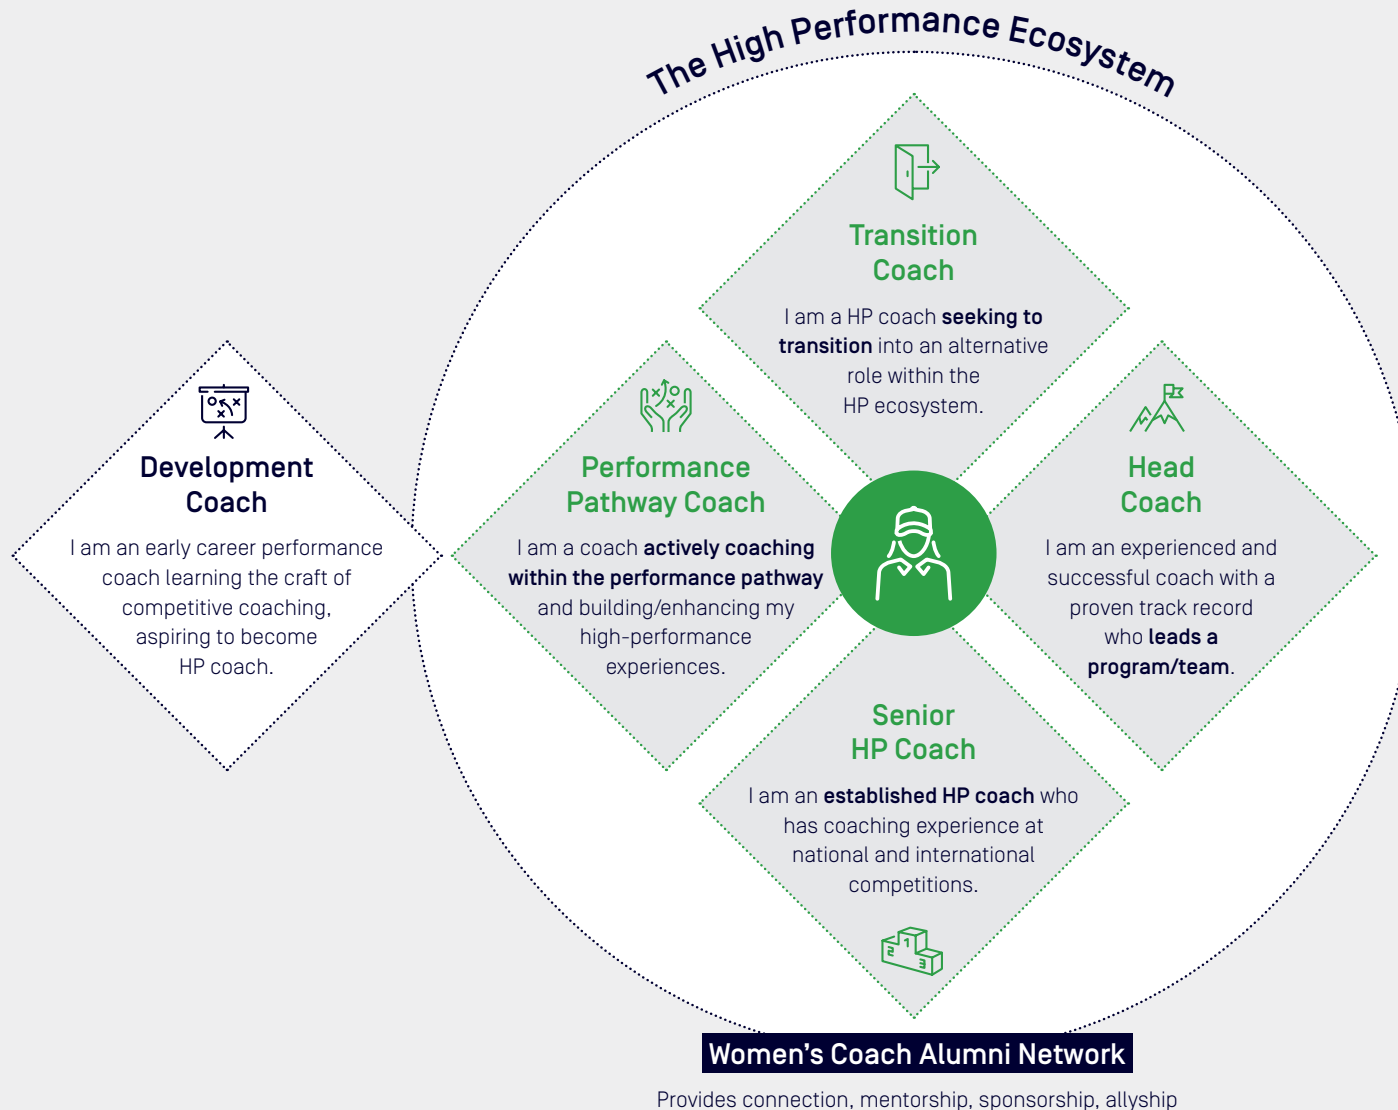 The High Performance Ecosystem
Transition
Coach
I am a HP coach seeking to
transition into an alternative
role within the
HP ecosystem.
Development
Coach
I am an early career performance
coach learning the craft of
competitive coaching,
aspiring to become
HP coach.
Performance
Pathway Coach
I am a coach actively coaching
within the performance pathway
and building/enhancing my
high-performance
experiences.
Head
Coach
I am an experienced and
successful coach with a
proven track record
who leads a
program/team.
Senior
HP Coach
I am an established HP coach who
has coaching experience at
national and international
competitions.
2 1 3
Women's Coach Alumni Network
Provides connection, mentorship, sponsorship, allyship